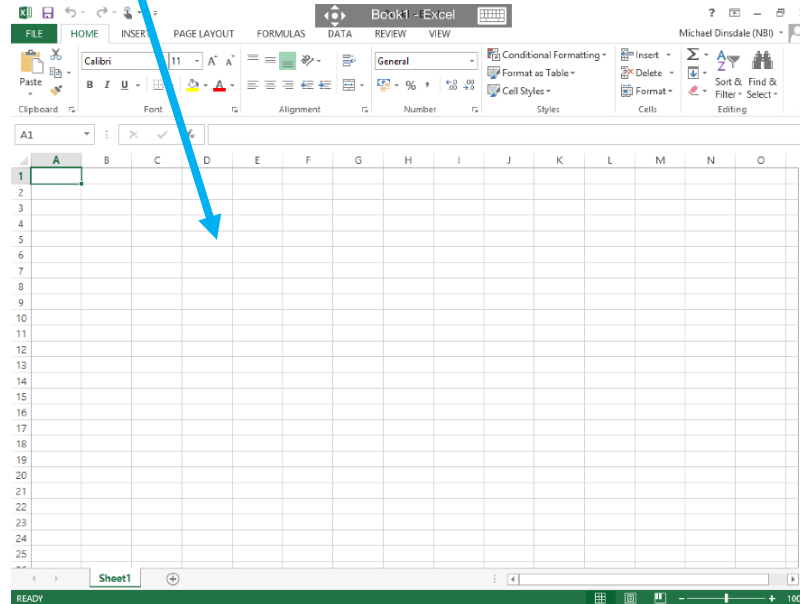 Book1 - Excel
FILE HOME INSERT PAGE LAYOUT FORMULAS DATA REVIEW VIEW Michael Dinsdale (NBI)
Calibri 11 A A General Conditional Formatting Insert
Paste Format as Table Delete
B I U A % , Cell Styles Format Sort & Filter Find & Select
Clipboard Font Alignment Number Styles Cells Editing
A1
A B C D E F G H I J K L M N O
1
2
3
4
5
6
7
8
9
10
11
12
13
14
15
16
17
18
19
20
21
22
23
24
25
Sheet1
READY 100